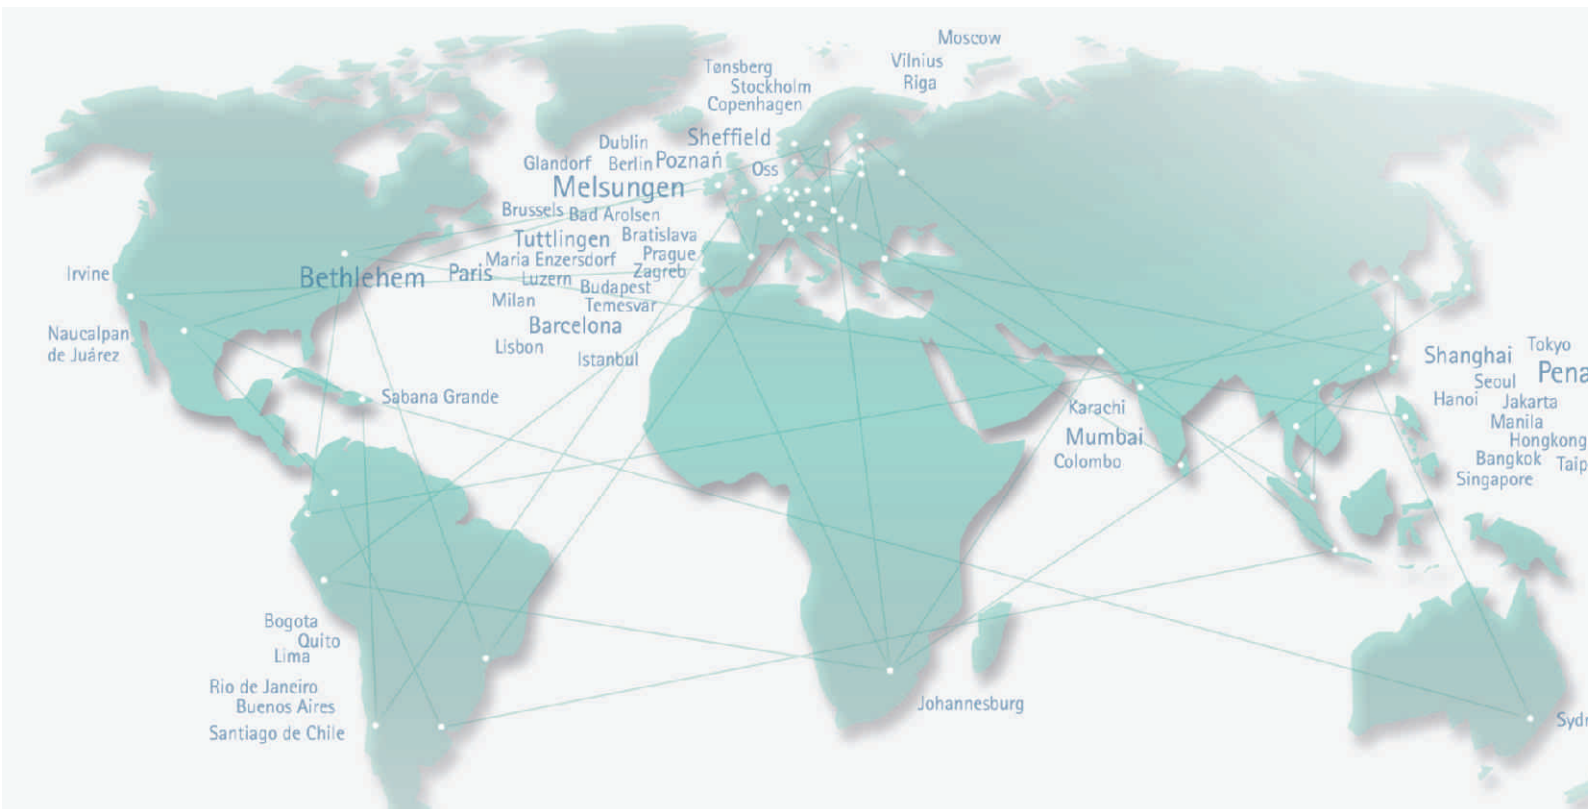 Moscow
Vilnius
Riga
Tønsberg
Stockholm
Copenhagen
Dublin
Sheffield
Glandorf
Berlin
Poznań
Oss
Melsungen
Brussels
Bad Arolsen
Tuttlingen
Bratislava
Maria Enzersdorf
Prague
Irvine
Bethlehem
Paris
Luzern
Zagreb
Budapest
Milan
Temesvar
Barcelona
Lisbon
Istanbul
Naucalpan
de Juárez
Sabana Grande
Tokyo
Shanghai
Pena
Seoul
Hanoi
Jakarta
Manila
Hongkong
Bangkok
Taip
Singapore
Karachi
Mumbai
Colombo
Bogota
Quito
Lima
Rio de Janeiro
Buenos Aires
Santiago de Chile
Johannesburg
Sydn